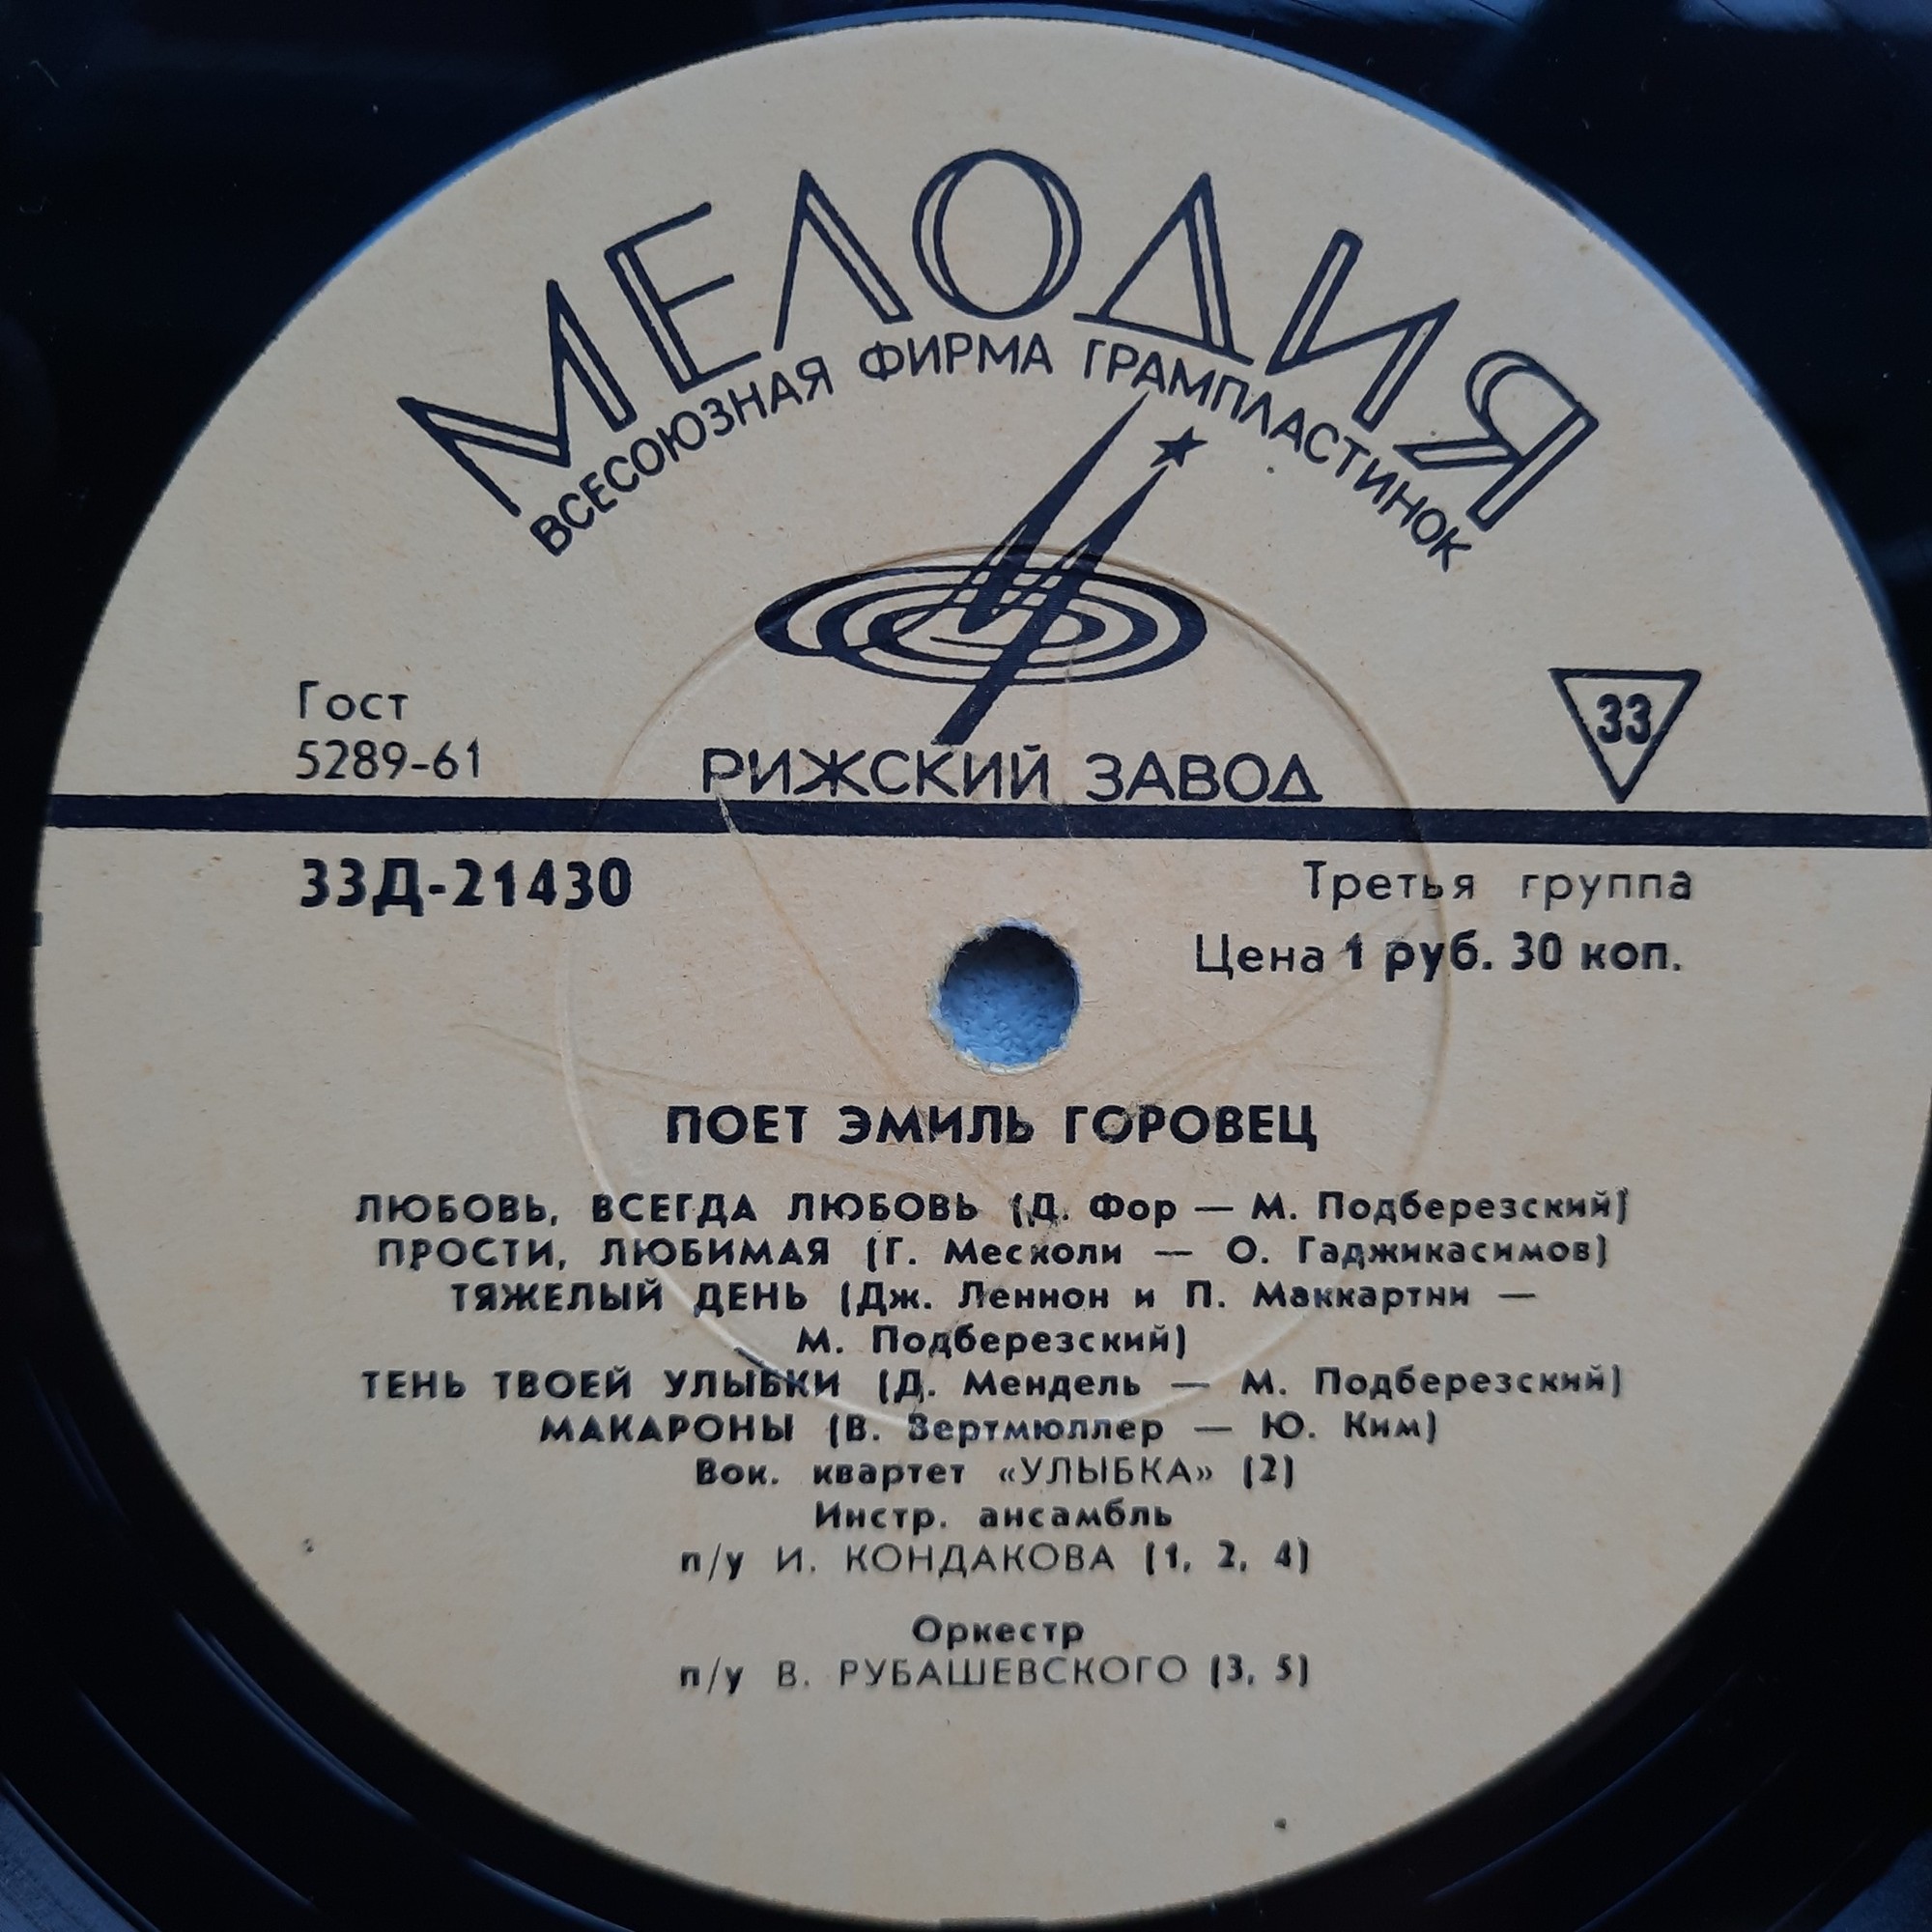 МЕЛОДИЯ
ВСЕСОЮЗНАЯ ФИРМА ГРАМПЛАСТИНОК
Гост
5289-61
РИЖСКИЙ ЗАВОД
33
33Д-21430
Третья группа
Цена 1 руб. 30 коп.
ПОЕТ ЭМИЛЬ ГОРОВЕЦ
ЛЮБОВЬ, ВСЕГДА ЛЮБОВЬ (Д. Фор — М. Подберезский)
ПРОСТИ, ЛЮБИМАЯ (Г. Месколи — О. Гаджикасимов)
ТЯЖЕЛЫЙ ДЕНЬ (Дж. Леннон и П. Маккартни —
М. Подберезский)
ТЕНЬ ТВОЕЙ УЛЫБКИ (Д. Мендель — М. Подберезский)
МАКАРОНЫ (В. Вертмюллер — Ю. Ким)
Вок. квартет «УЛЫБКА» (2)
Инстр. ансамбль
п/у И. КОНДАКОВА (1, 2, 4)
Оркестр
п/у В. РУБАШЕВСКОГО (3, 5)